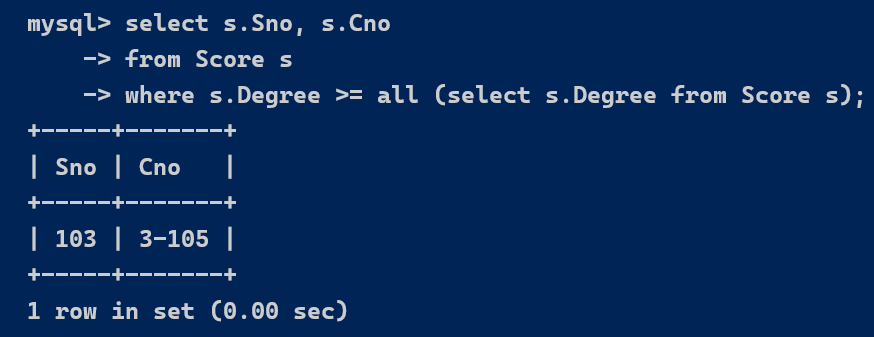 mysql> select s.Sno, s.Cno
    -> from Score s
    -> where s.Degree >= all (select s.Degree from Score s);
+-----+-------+
| Sno | Cno   |
+-----+-------+
| 103 | 3-105 |
+-----+-------+
1 row in set (0.00 sec)